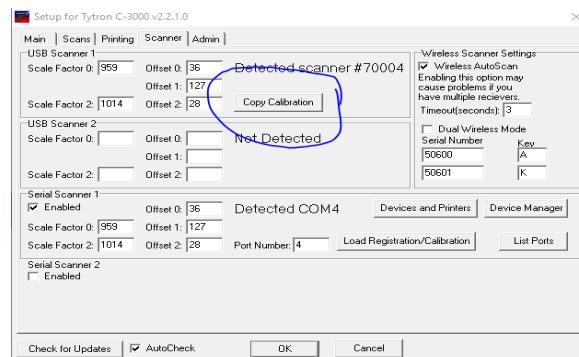 Setup for Tytron C-3000 v2.2.1.0
Main Scans Printing Scanner Admin
USB Scanner 1
Scale Factor 0: 959 Offset 0: 36 Detected scanner #70004
Offset 1: 127
Scale Factor 2: 1014 Offset 2: 28 Copy Calibration
USB Scanner 2
Scale Factor 0: Offset 0: Not Detected
Offset 1:
Scale Factor 2: Offset 2:
Serial Scanner 1
Enabled Offset 0: 36 Detected COM4 Devices and Printers Device Manager
Scale Factor 0: 959 Offset 1: 127
Scale Factor 2: 1014 Offset 2: 28 Port Number: 4 Load Registration/Calibration List Ports
Serial Scanner 2
Enabled
Wireless Scanner Settings
Wireless AutoScan
Enabling this option may
cause problems if you
have multiple recievers.
Timeout(seconds): 3
Dual Wireless Mode
Serial Number Key
50600 A
50601 K
Check for Updates AutoCheck OK Cancel